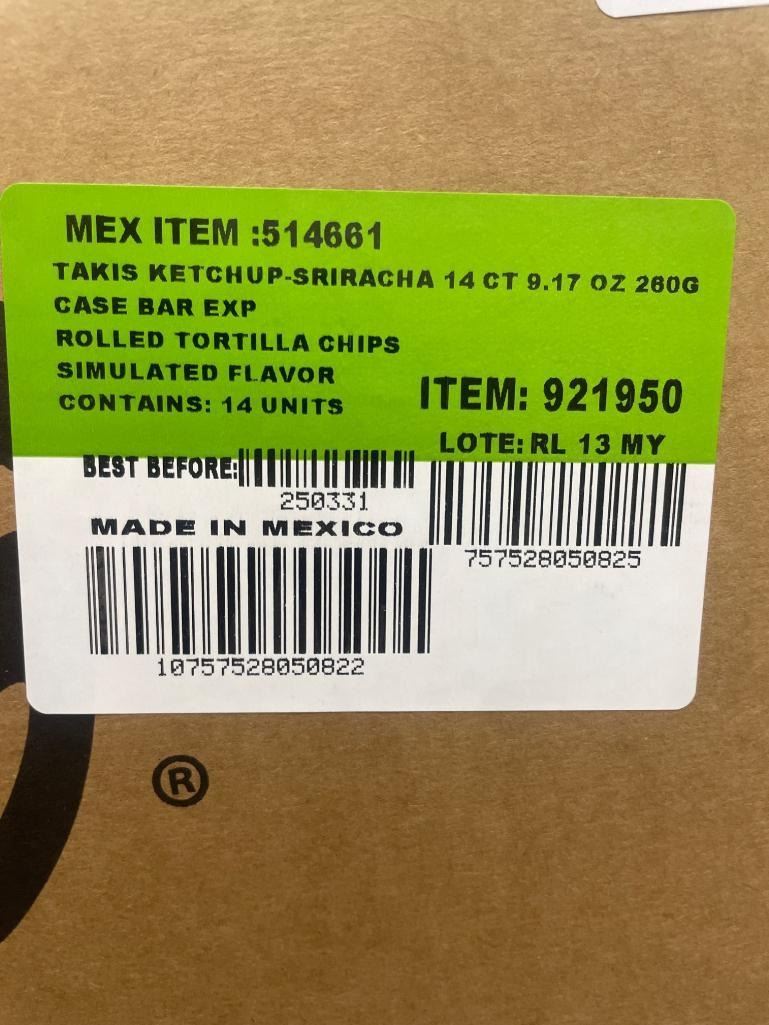 MEX ITEM :514661
TAKIS KETCHUP-SRIRACHA 14 CT 9.17 OZ 260G
CASE BAR EXP
ROLLED TORTILLA CHIPS
SIMULATED FLAVOR
CONTAINS: 14 UNITS
ITEM: 921950
LOTE: RL 13 MY
BEST BEFORE:
250331
MADE IN MEXICO
757528050825
10757528050822
®